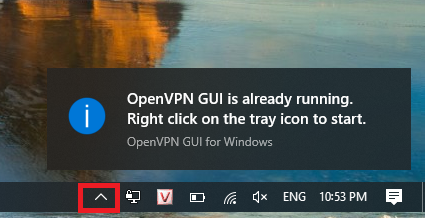 OpenVPN GUI is already running.
Right click on the tray icon to start.
OpenVPN GUI for Windows
V ENG 10:53 PM